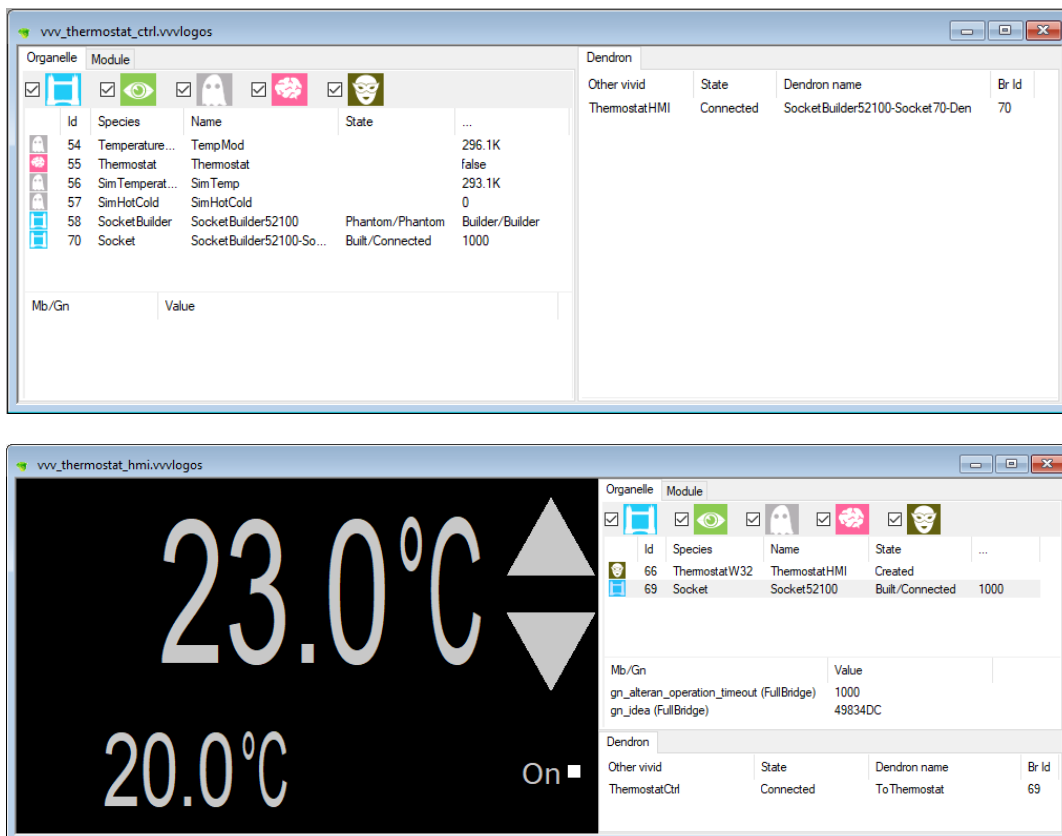 vvv_thermostat_ctrl.vvvlogos
Organelle Module
Id Species Name State ...
54 Temperature... TempMod 296.1K
55 Thermostat Thermostat false
56 SimTemperat... SimTemp 293.1K
57 SimHotCold SimHotCold 0
58 SocketBuilder SocketBuilder52100 Phantom/Phantom Builder/Builder
70 Socket SocketBuilder52100-So... Built/Connected 1000
Mb/Gn Value
Dendron
Other vivid State Dendron name Br Id
ThermostatHMI Connected SocketBuilder52100-Socket70-Den 70
vvv_thermostat_hmi.vvvlogos
23.0°C
20.0°C
On
Organelle Module
Id Species Name State ...
66 ThermostatW32 ThermostatHMI Created
69 Socket Socket52100 Built/Connected 1000
Mb/Gn Value
gn_alteran_operation_timeout (FullBridge) 1000
gn_idea (FullBridge) 49834DC
Dendron
Other vivid State Dendron name Br Id
ThermostatCtrl Connected ToThermostat 69